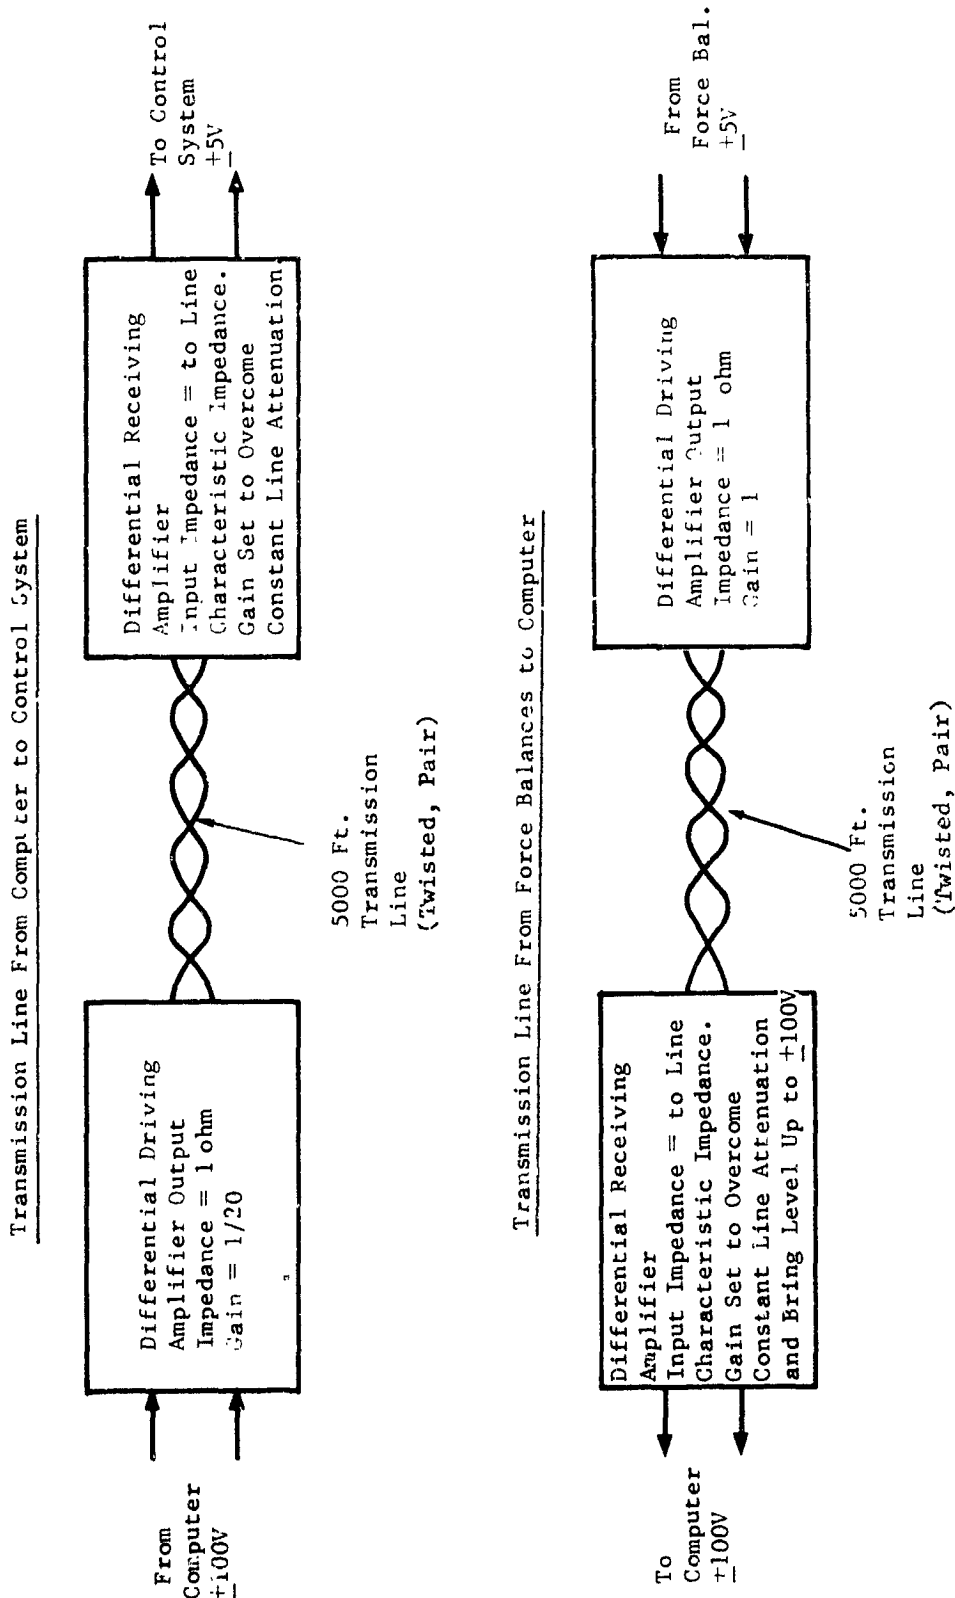 Transmission Line From Computer to Control System
From
Computer
±100V
Differential Driving
Amplifier Output
Impedance = 1 ohm
Gain = 1/20
5000 Ft.
Transmission
Line
(Twisted, Pair)
Differential Receiving
Amplifier
Input Impedance = to Line
Characteristic Impedance.
Gain Set to Overcome
Constant Line Attenuation
To Control
System
±5V
Transmission Line From Force Balances to Computer
To
Computer
±100V
Differential Receiving
Amplifier
Input Impedance = to Line
Characteristic Impedance.
Gain Set to Overcome
Constant Line Attenuation
and Bring Level Up to ±100V
5000 Ft.
Transmission
Line
(Twisted, Pair)
Differential Driving
Amplifier Output
Impedance = 1 ohm
Gain = 1
From
Force Bal.
±5V